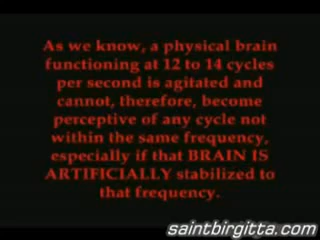 As we know, a physical brain
functioning at 12 to 14 cycles
per second is agitated and
cannot, therefore, become
perceptive of any cycle not
within the same frequency,
especially if that BRAIN IS
ARTIFICIALLY stabilized to
that frequency.
saintbirgitta.com